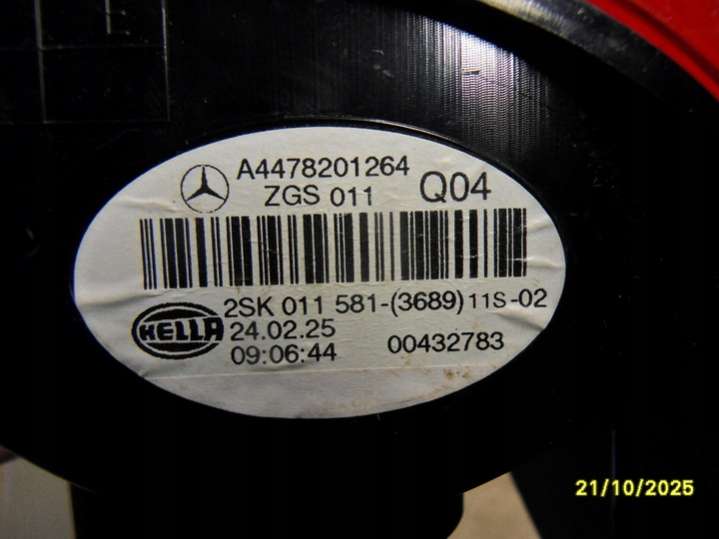 A4478201264
ZGS 011 Q04
2SK 011 581-(3689) 11S-02
HELLA
24.02.25
09:06:44 00432783
21/10/2025